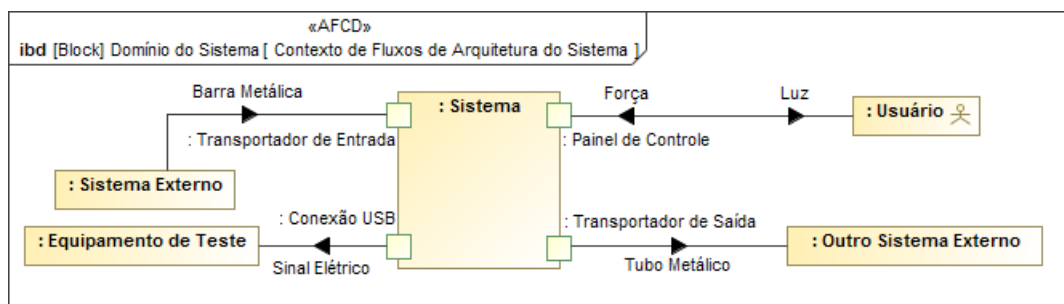 «AFCD»
ibd [Block] Domínio do Sistema [ Contexto de Fluxos de Arquitetura do Sistema ]
Barra Metálica
: Sistema
Força
Luz
: Usuário
: Transportador de Entrada
: Painel de Controle
: Sistema Externo
: Conexão USB
: Transportador de Saída
: Equipamento de Teste
: Outro Sistema Externo
Sinal Elétrico
Tubo Metálico